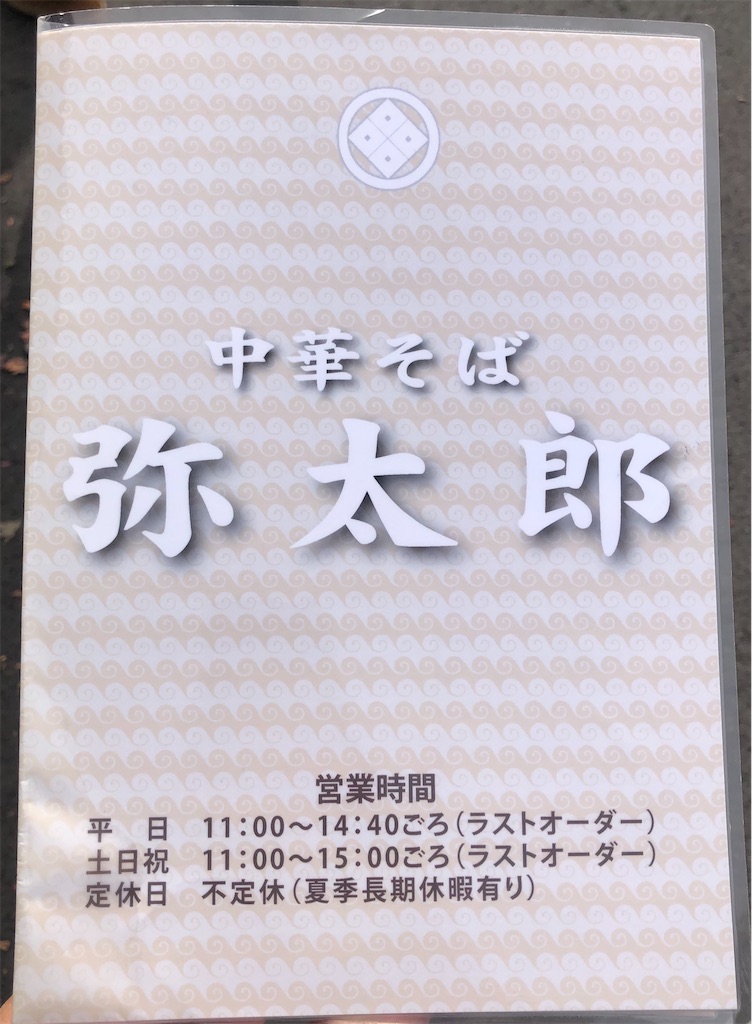 中華そば
弥太郎
営業時間
平　日　11：00～14：40ごろ（ラストオーダー）
土日祝　11：00～15：00ごろ（ラストオーダー）
定休日　不定休（夏季長期休暇有り）